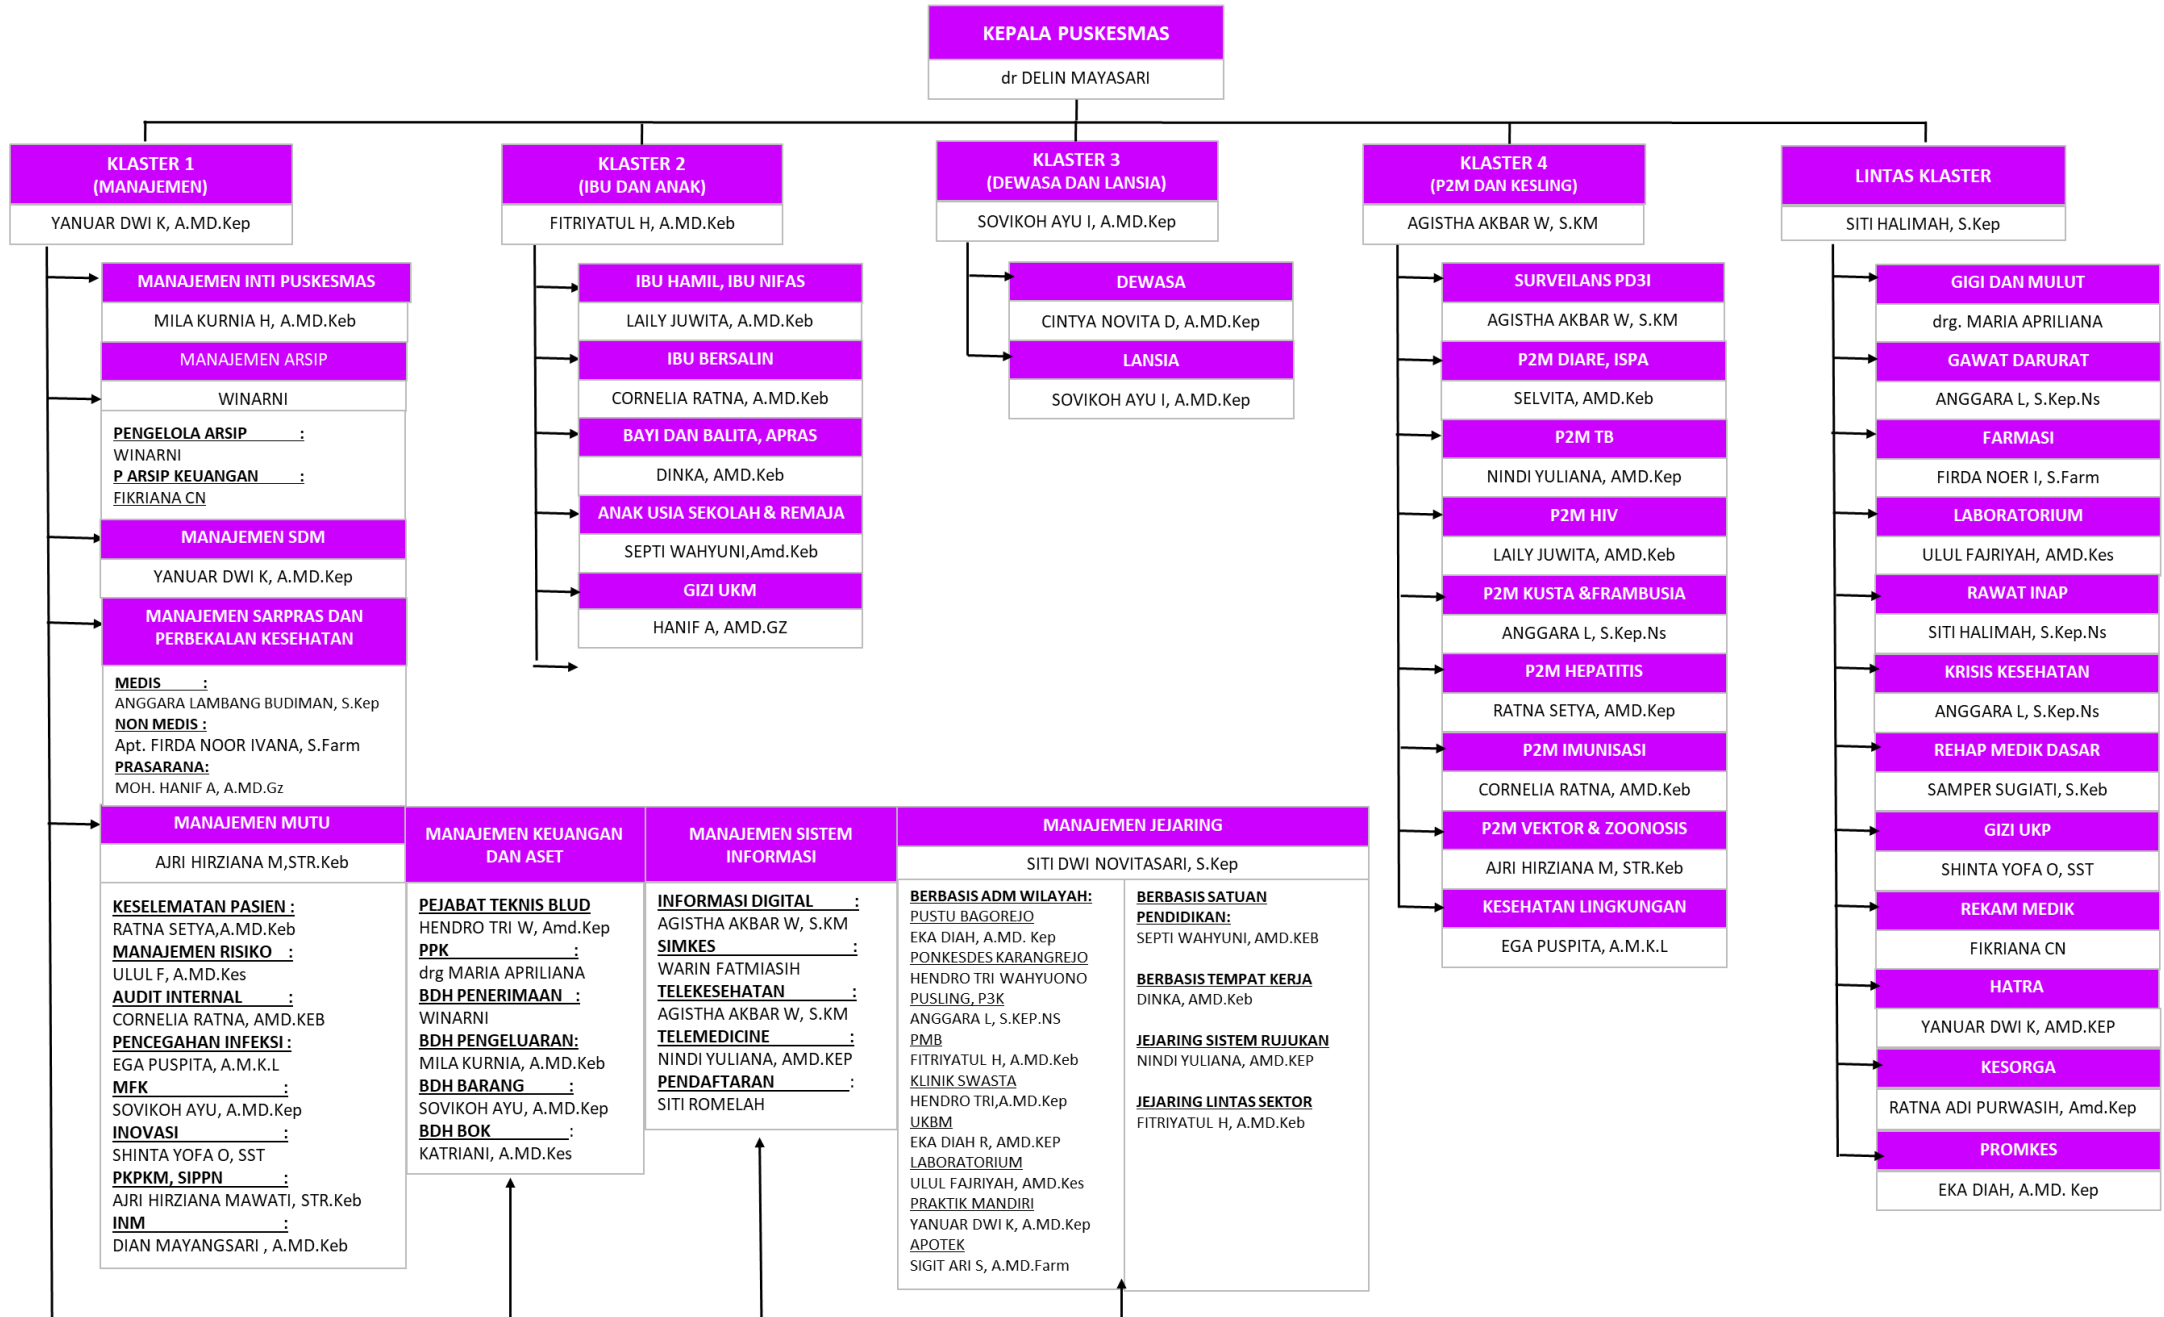 KEPALA PUSKESMAS
dr DELIN MAYASARI
KLASTER 1
(MANAJEMEN)
YANUAR DWI K, A.MD.Kep
MANAJEMEN INTI PUSKESMAS
MILA KURNIA H, A.MD.Keb
MANAJEMEN ARSIP
WINARNI
PENGELOLA ARSIP :
WINARNI
P ARSIP KEUANGAN :
FIKRIANA CN
MANAJEMEN SDM
YANUAR DWI K, A.MD.Kep
MANAJEMEN SARPRAS DAN
PERBEKALAN KESEHATAN
MEDIS :
ANGGARA LAMBANG BUDIMAN, S.Kep
NON MEDIS :
Apt. FIRDA NOOR IVANA, S.Farm
PRASARANA:
MOH. HANIF A, A.MD.Gz
MANAJEMEN MUTU
AJRI HIRZIANA M,STR.Keb
KESELEMATAN PASIEN :
RATNA SETYA,A.MD.Keb
MANAJEMEN RISIKO :
ULUL F, A.MD.Kes
AUDIT INTERNAL :
CORNELIA RATNA, AMD.KEB
PENCEGAHAN INFEKSI :
EGA PUSPITA, A.M.K.L
MFK :
SOVIKOH AYU, A.MD.Kep
INOVASI :
SHINTA YOFA O, SST
PKPKM, SIPPN :
AJRI HIRZIANA MAWATI, STR.Keb
INM :
DIAN MAYANGSARI , A.MD.Keb
MANAJEMEN KEUANGAN
DAN ASET
PEJABAT TEKNIS BLUD
HENDRO TRI W, Amd.Kep
PPK :
drg MARIA APRILIANA
BDH PENERIMAAN :
WINARNI
BDH PENGELUARAN:
MILA KURNIA, A.MD.Keb
BDH BARANG :
SOVIKOH AYU, A.MD.Kep
BDH BOK :
KATRIANI, A.MD.Kes
MANAJEMEN SISTEM
INFORMASI
INFORMASI DIGITAL :
AGISTHA AKBAR W, S.KM
SIMKES :
WARIN FATMIASIH
TELEKESEHATAN :
AGISTHA AKBAR W, S.KM
TELEMEDICINE :
NINDI YULIANA, AMD.KEP
PENDAFTARAN :
SITI ROMELAH
MANAJEMEN JEJARING
SITI DWI NOVITASARI, S.Kep
BERBASIS ADM WILAYAH:
PUSTU BAGOREJO
EKA DIAH, A.MD. Kep
PONKESDES KARANGREJO
HENDRO TRI WAHYUONO
PUSLING, P3K
ANGGARA L, S.KEP.NS
PMB
FITRIYATUL H, A.MD.Keb
KLINIK SWASTA
HENDRO TRI,A.MD.Kep
UKBM
EKA DIAH R, AMD.KEP
LABORATORIUM
ULUL FAJRIYAH, AMD.Kes
PRAKTIK MANDIRI
YANUAR DWI K, A.MD.Kep
APOTEK
SIGIT ARI S, A.MD.Farm
BERBASIS SATUAN
PENDIDIKAN:
SEPTI WAHYUNI, AMD.KEB
BERBASIS TEMPAT KERJA
DINKA, AMD.Keb
JEJARING SISTEM RUJUKAN
NINDI YULIANA, AMD.KEP
JEJARING LINTAS SEKTOR
FITRIYATUL H, A.MD.Keb
KLASTER 2
(IBU DAN ANAK)
FITRIYATUL H, A.MD.Keb
IBU HAMIL, IBU NIFAS
LAILY JUWITA, A.MD.Keb
IBU BERSALIN
CORNELIA RATNA, A.MD.Keb
BAYI DAN BALITA, APRAS
DINKA, AMD.Keb
ANAK USIA SEKOLAH & REMAJA
SEPTI WAHYUNI,Amd.Keb
GIZI UKM
HANIF A, AMD.GZ
KLASTER 3
(DEWASA DAN LANSIA)
SOVIKOH AYU I, A.MD.Kep
DEWASA
CINTYA NOVITA D, A.MD.Kep
LANSIA
SOVIKOH AYU I, A.MD.Kep
KLASTER 4
(P2M DAN KESLING)
AGISTHA AKBAR W, S.KM
SURVEILANS PD3I
AGISTHA AKBAR W, S.KM
P2M DIARE, ISPA
SELVITA, AMD.Keb
P2M TB
NINDI YULIANA, AMD.Kep
P2M HIV
LAILY JUWITA, AMD.Keb
P2M KUSTA &FRAMBUSIA
ANGGARA L, S.Kep.Ns
P2M HEPATITIS
RATNA SETYA, AMD.Kep
P2M IMUNISASI
CORNELIA RATNA, AMD.Keb
P2M VEKTOR & ZOONOSIS
AJRI HIRZIANA M, STR.Keb
KESEHATAN LINGKUNGAN
EGA PUSPITA, A.M.K.L
LINTAS KLASTER
SITI HALIMAH, S.Kep
GIGI DAN MULUT
drg. MARIA APRILIANA
GAWAT DARURAT
ANGGARA L, S.Kep.Ns
FARMASI
FIRDA NOER I, S.Farm
LABORATORIUM
ULUL FAJRIYAH, AMD.Kes
RAWAT INAP
SITI HALIMAH, S.Kep.Ns
KRISIS KESEHATAN
ANGGARA L, S.Kep.Ns
REHAP MEDIK DASAR
SAMPER SUGIATI, S.Keb
GIZI UKP
SHINTA YOFA O, SST
REKAM MEDIK
FIKRIANA CN
HATRA
YANUAR DWI K, AMD.KEP
KESORGA
RATNA ADI PURWASIH, Amd.Kep
PROMKES
EKA DIAH, A.MD. Kep